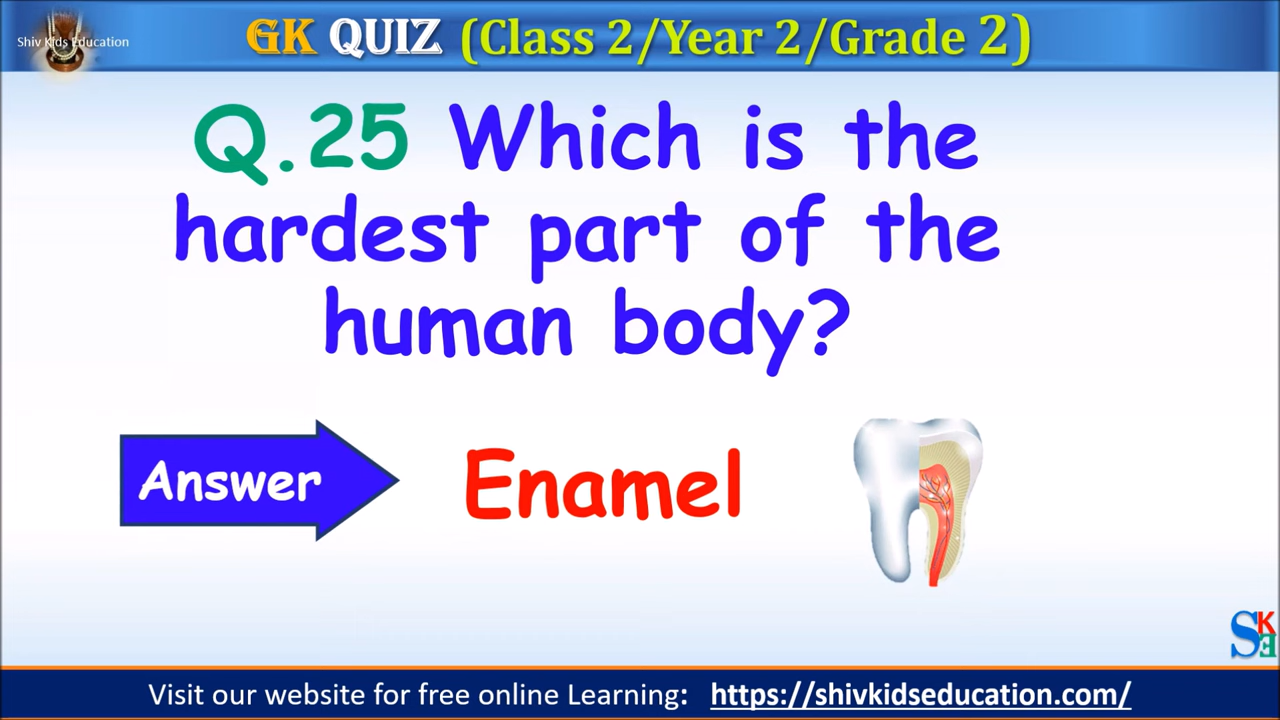 Shiv Kids Education
GK QUIZ (Class 2/Year 2/Grade 2)
Q.25 Which is the
hardest part of the
human body?
Answer
Enamel
SKE
Visit our website for free online Learning: https://shivkidseducation.com/